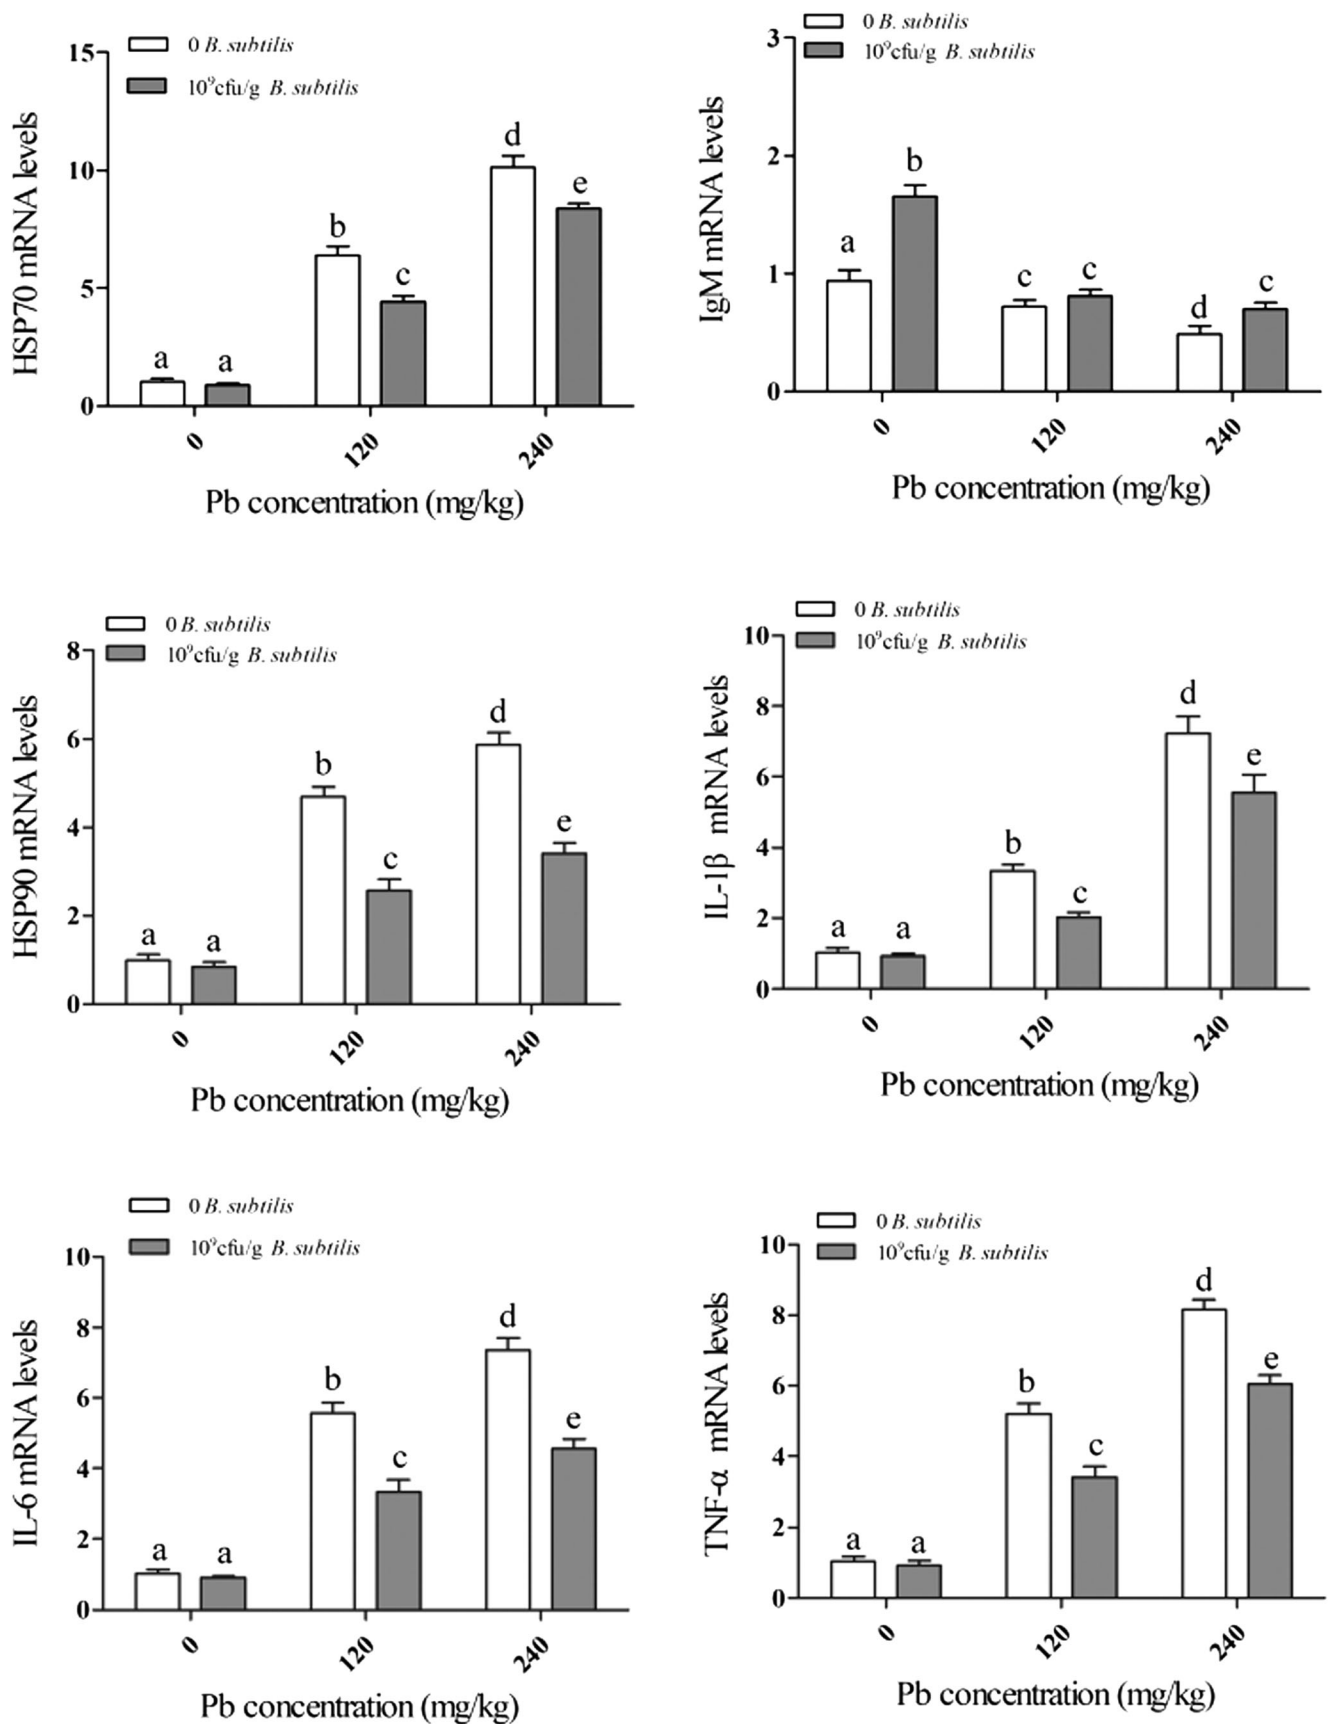 0 B. subtilis
10⁹cfu/g B. subtilis
HSP70 mRNA levels
15
10
5
0
a
a
b
c
d
e
0
120
240
Pb concentration (mg/kg)
0 B. subtilis
10⁹cfu/g B. subtilis
IgM mRNA levels
3
2
1
0
a
b
c
c
d
c
0
120
240
Pb concentration (mg/kg)
0 B. subtilis
10⁹cfu/g B. subtilis
HSP90 mRNA levels
8
6
4
2
0
a
a
b
c
d
e
0
120
240
Pb concentration (mg/kg)
0 B. subtilis
10⁹cfu/g B. subtilis
IL-1β mRNA levels
10
8
6
4
2
0
a
a
b
c
d
e
0
120
240
Pb concentration (mg/kg)
0 B. subtilis
10⁹cfu/g B. subtilis
IL-6 mRNA levels
10
8
6
4
2
0
a
a
b
c
d
e
0
120
240
Pb concentration (mg/kg)
0 B. subtilis
10⁹cfu/g B. subtilis
TNF-α mRNA levels
10
8
6
4
2
0
a
a
b
c
d
e
0
120
240
Pb concentration (mg/kg)